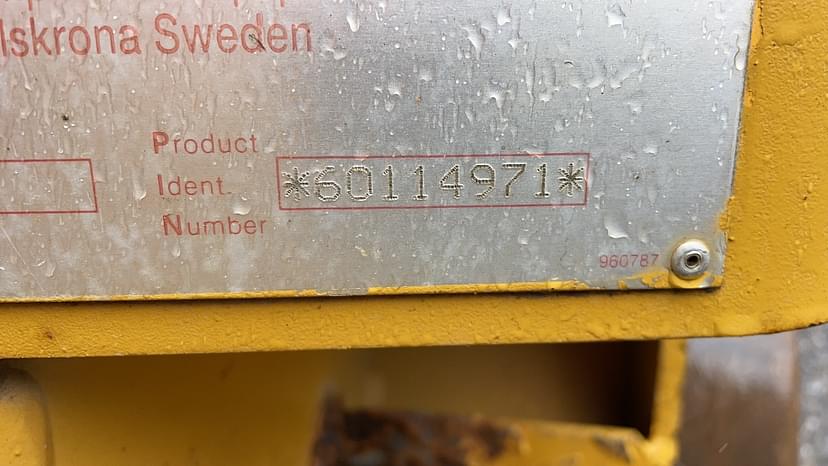 lskrona Sweden
Product
Ident. *60114971*
Number
960787